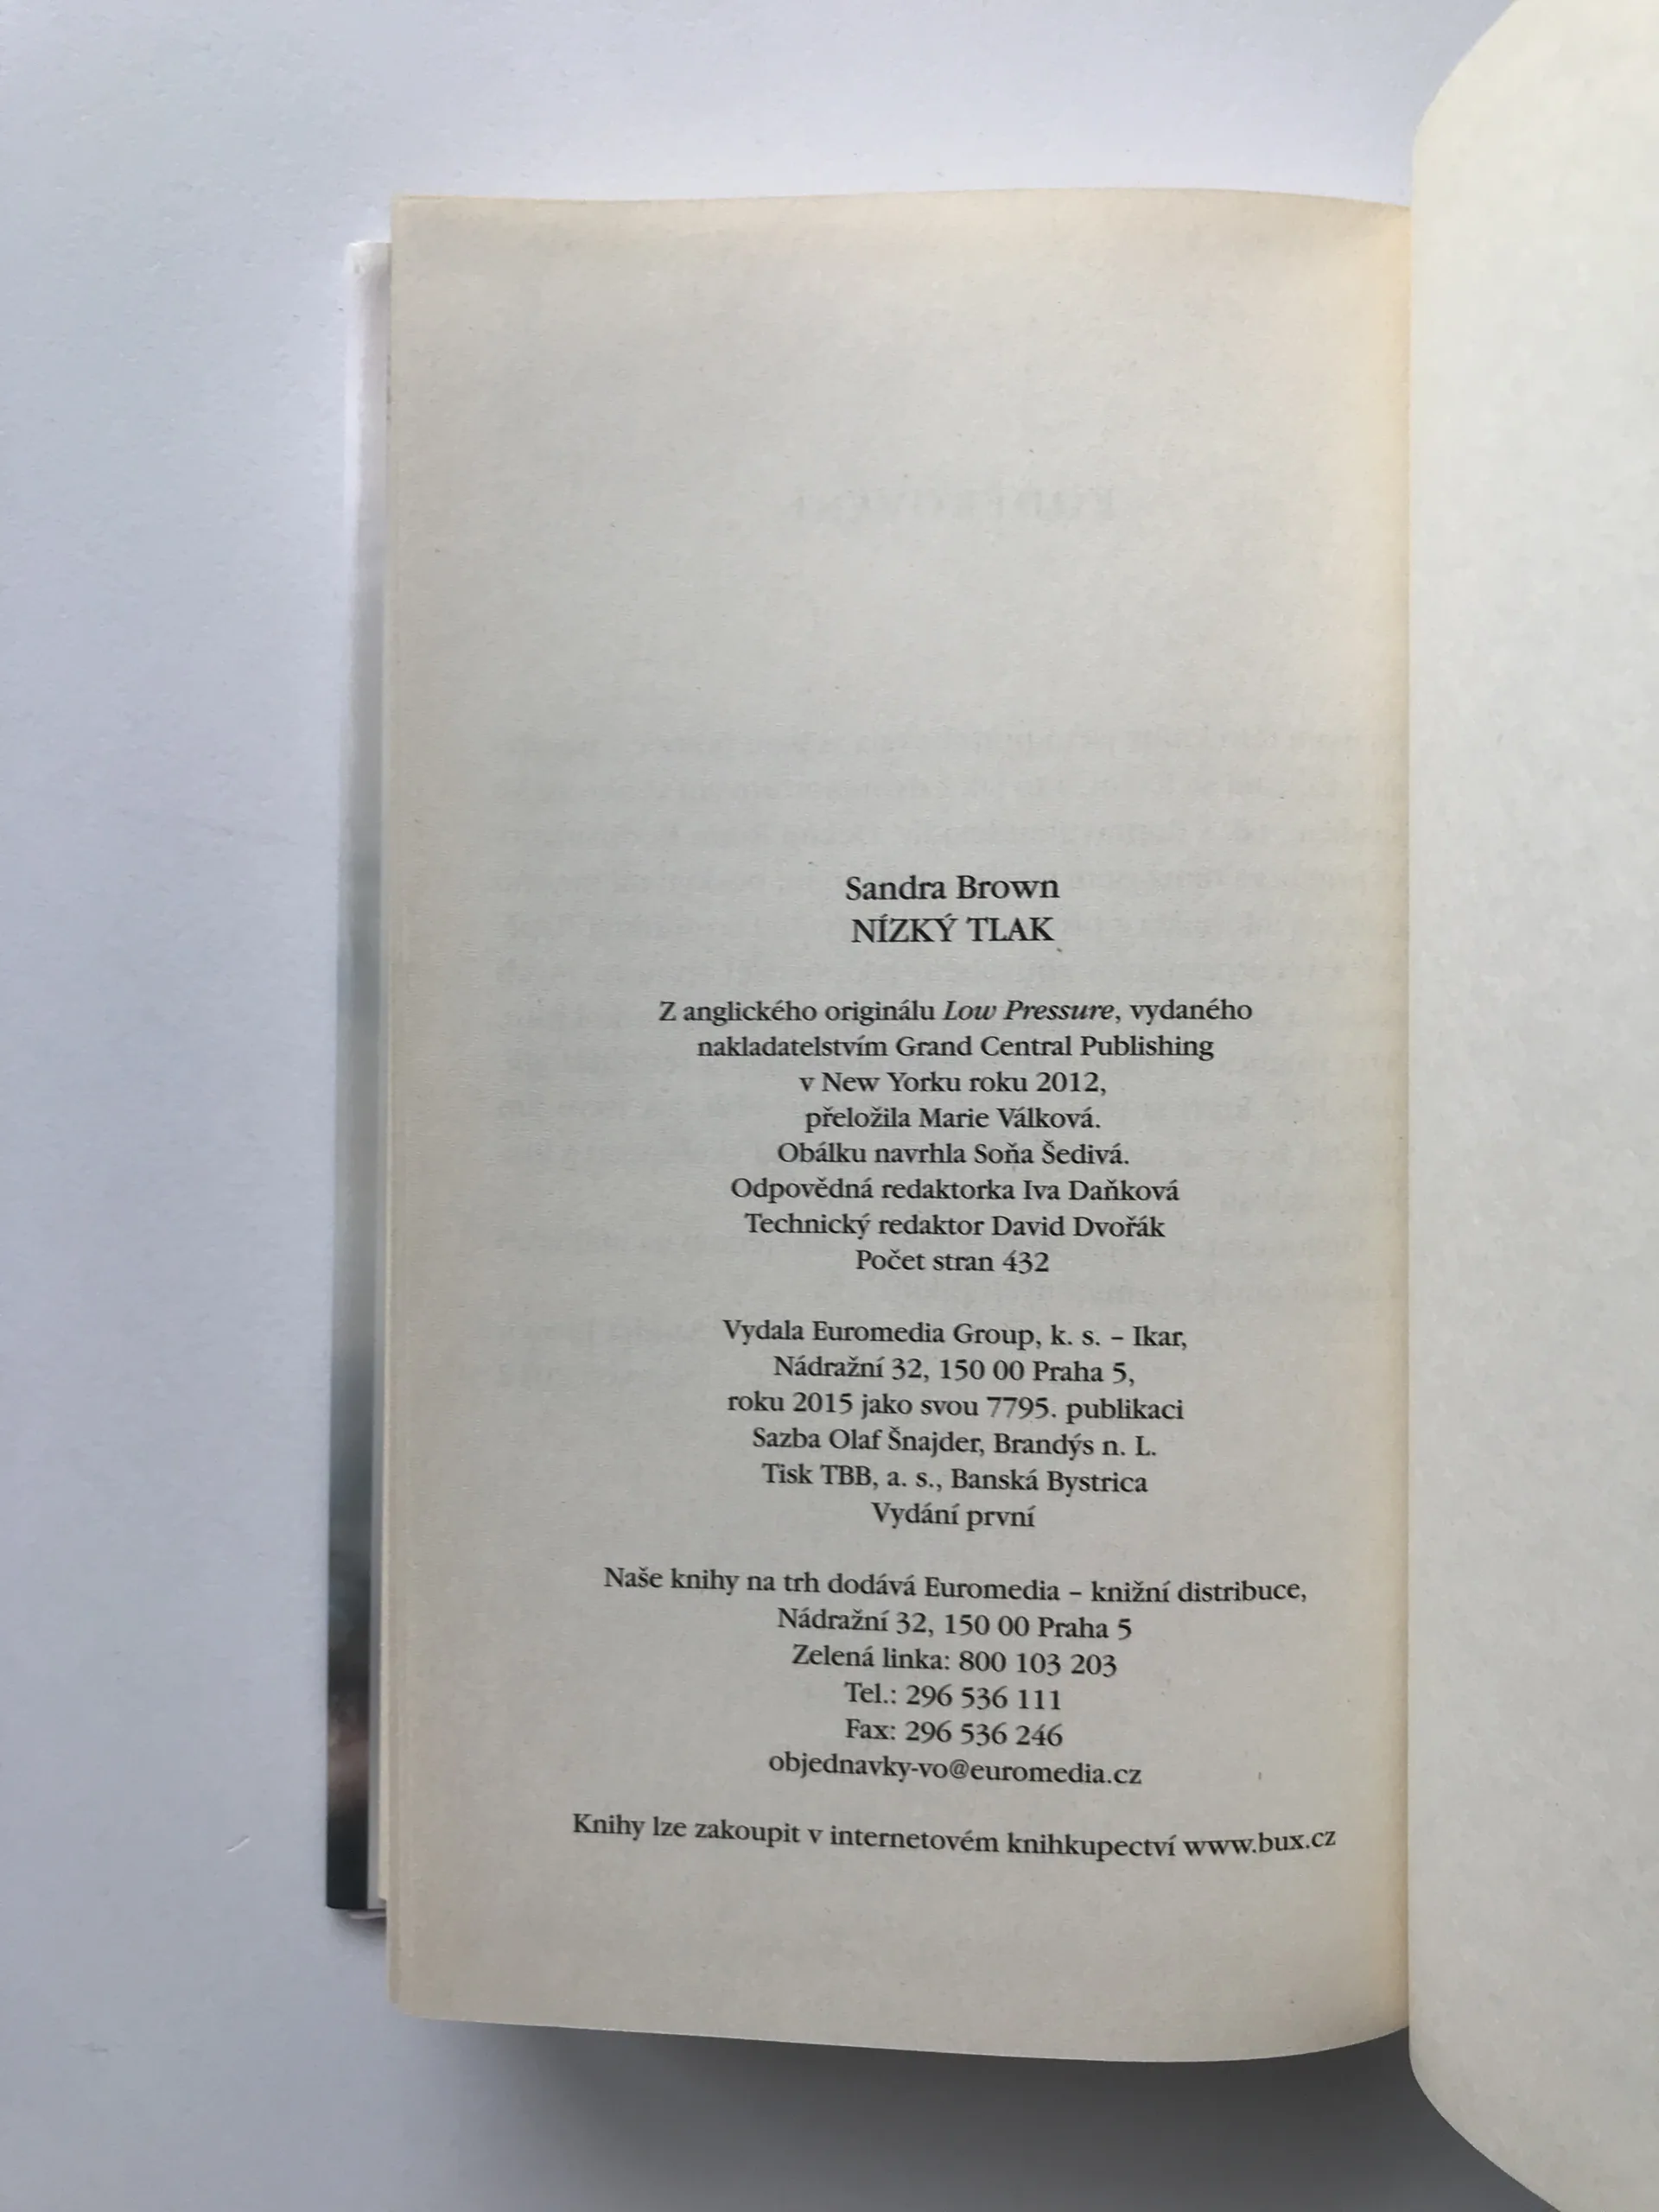 Sandra Brown
NÍZKÝ TLAK
Z anglického originálu Low Pressure, vydaného
nakladatelstvím Grand Central Publishing
v New Yorku roku 2012,
přeložila Marie Válková.
Obálku navrhla Soňa Šedivá.
Odpovědná redaktorka Iva Daňková
Technický redaktor David Dvořák
Počet stran 432
Vydala Euromedia Group, k. s. – Ikar,
Nádražní 32, 150 00 Praha 5,
roku 2015 jako svou 7795. publikaci
Sazba Olaf Šnajder, Brandýs n. L.
Tisk TBB, a. s., Banská Bystrica
Vydání první
Naše knihy na trh dodává Euromedia – knižní distribuce,
Nádražní 32, 150 00 Praha 5
Zelená linka: 800 103 203
Tel.: 296 536 111
Fax: 296 536 246
objednavky-vo@euromedia.cz
Knihy lze zakoupit v internetovém knihkupectví www.bux.cz